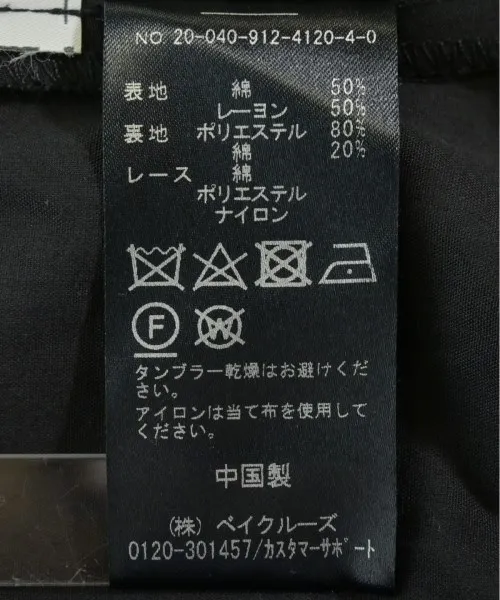 NO 20-040-912-4120-4-0
表地 綿 50%
レーヨン 50%
裏地 ポリエステル 80%
綿 20%
レース 綿
ポリエステル
ナイロン
F W
タンブラー乾燥はお避けくだ
さい。
アイロンは当て布を使用して
ください。
中国製
(株) ベイクルーズ
0120-301457/カスタマーサポート